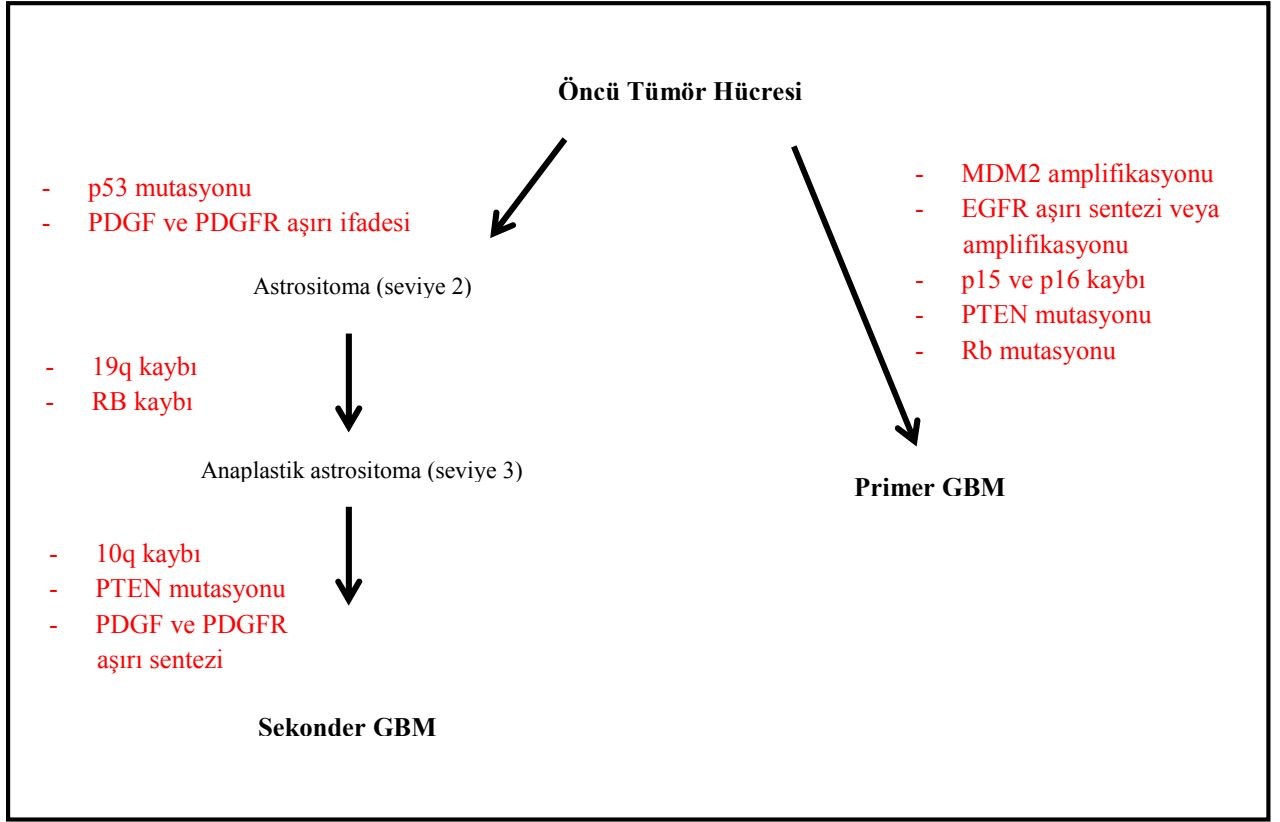 Öncü Tümör Hücresi
- p53 mutasyonu
- PDGF ve PDGFR aşırı ifadesi
Astrositoma (seviye 2)
- 19q kaybı
- RB kaybı
Anaplastik astrositoma (seviye 3)
- 10q kaybı
- PTEN mutasyonu
- PDGF ve PDGFR
aşırı sentezi
Sekonder GBM
- MDM2 amplifikasyonu
- EGFR aşırı sentezi veya
amplifikasyonu
- p15 ve p16 kaybı
- PTEN mutasyonu
- Rb mutasyonu
Primer GBM